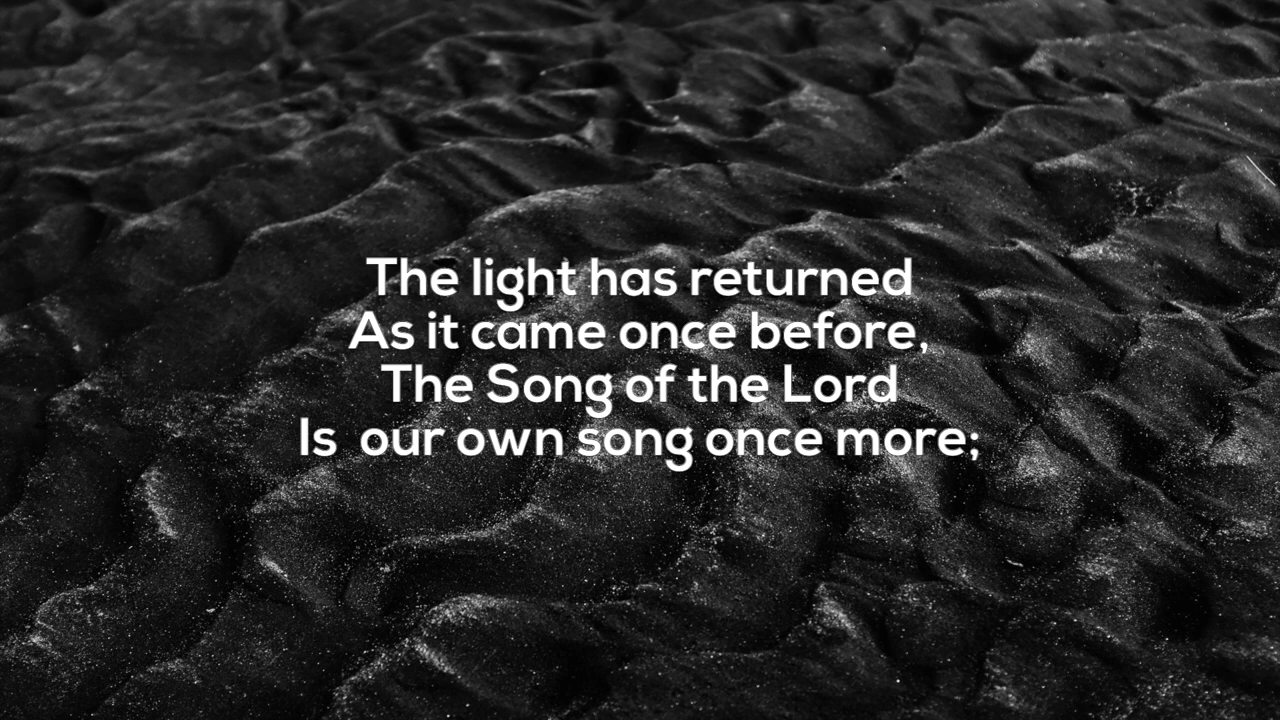 The light has returned
As it came once before,
The Song of the Lord
Is  our own song once more;